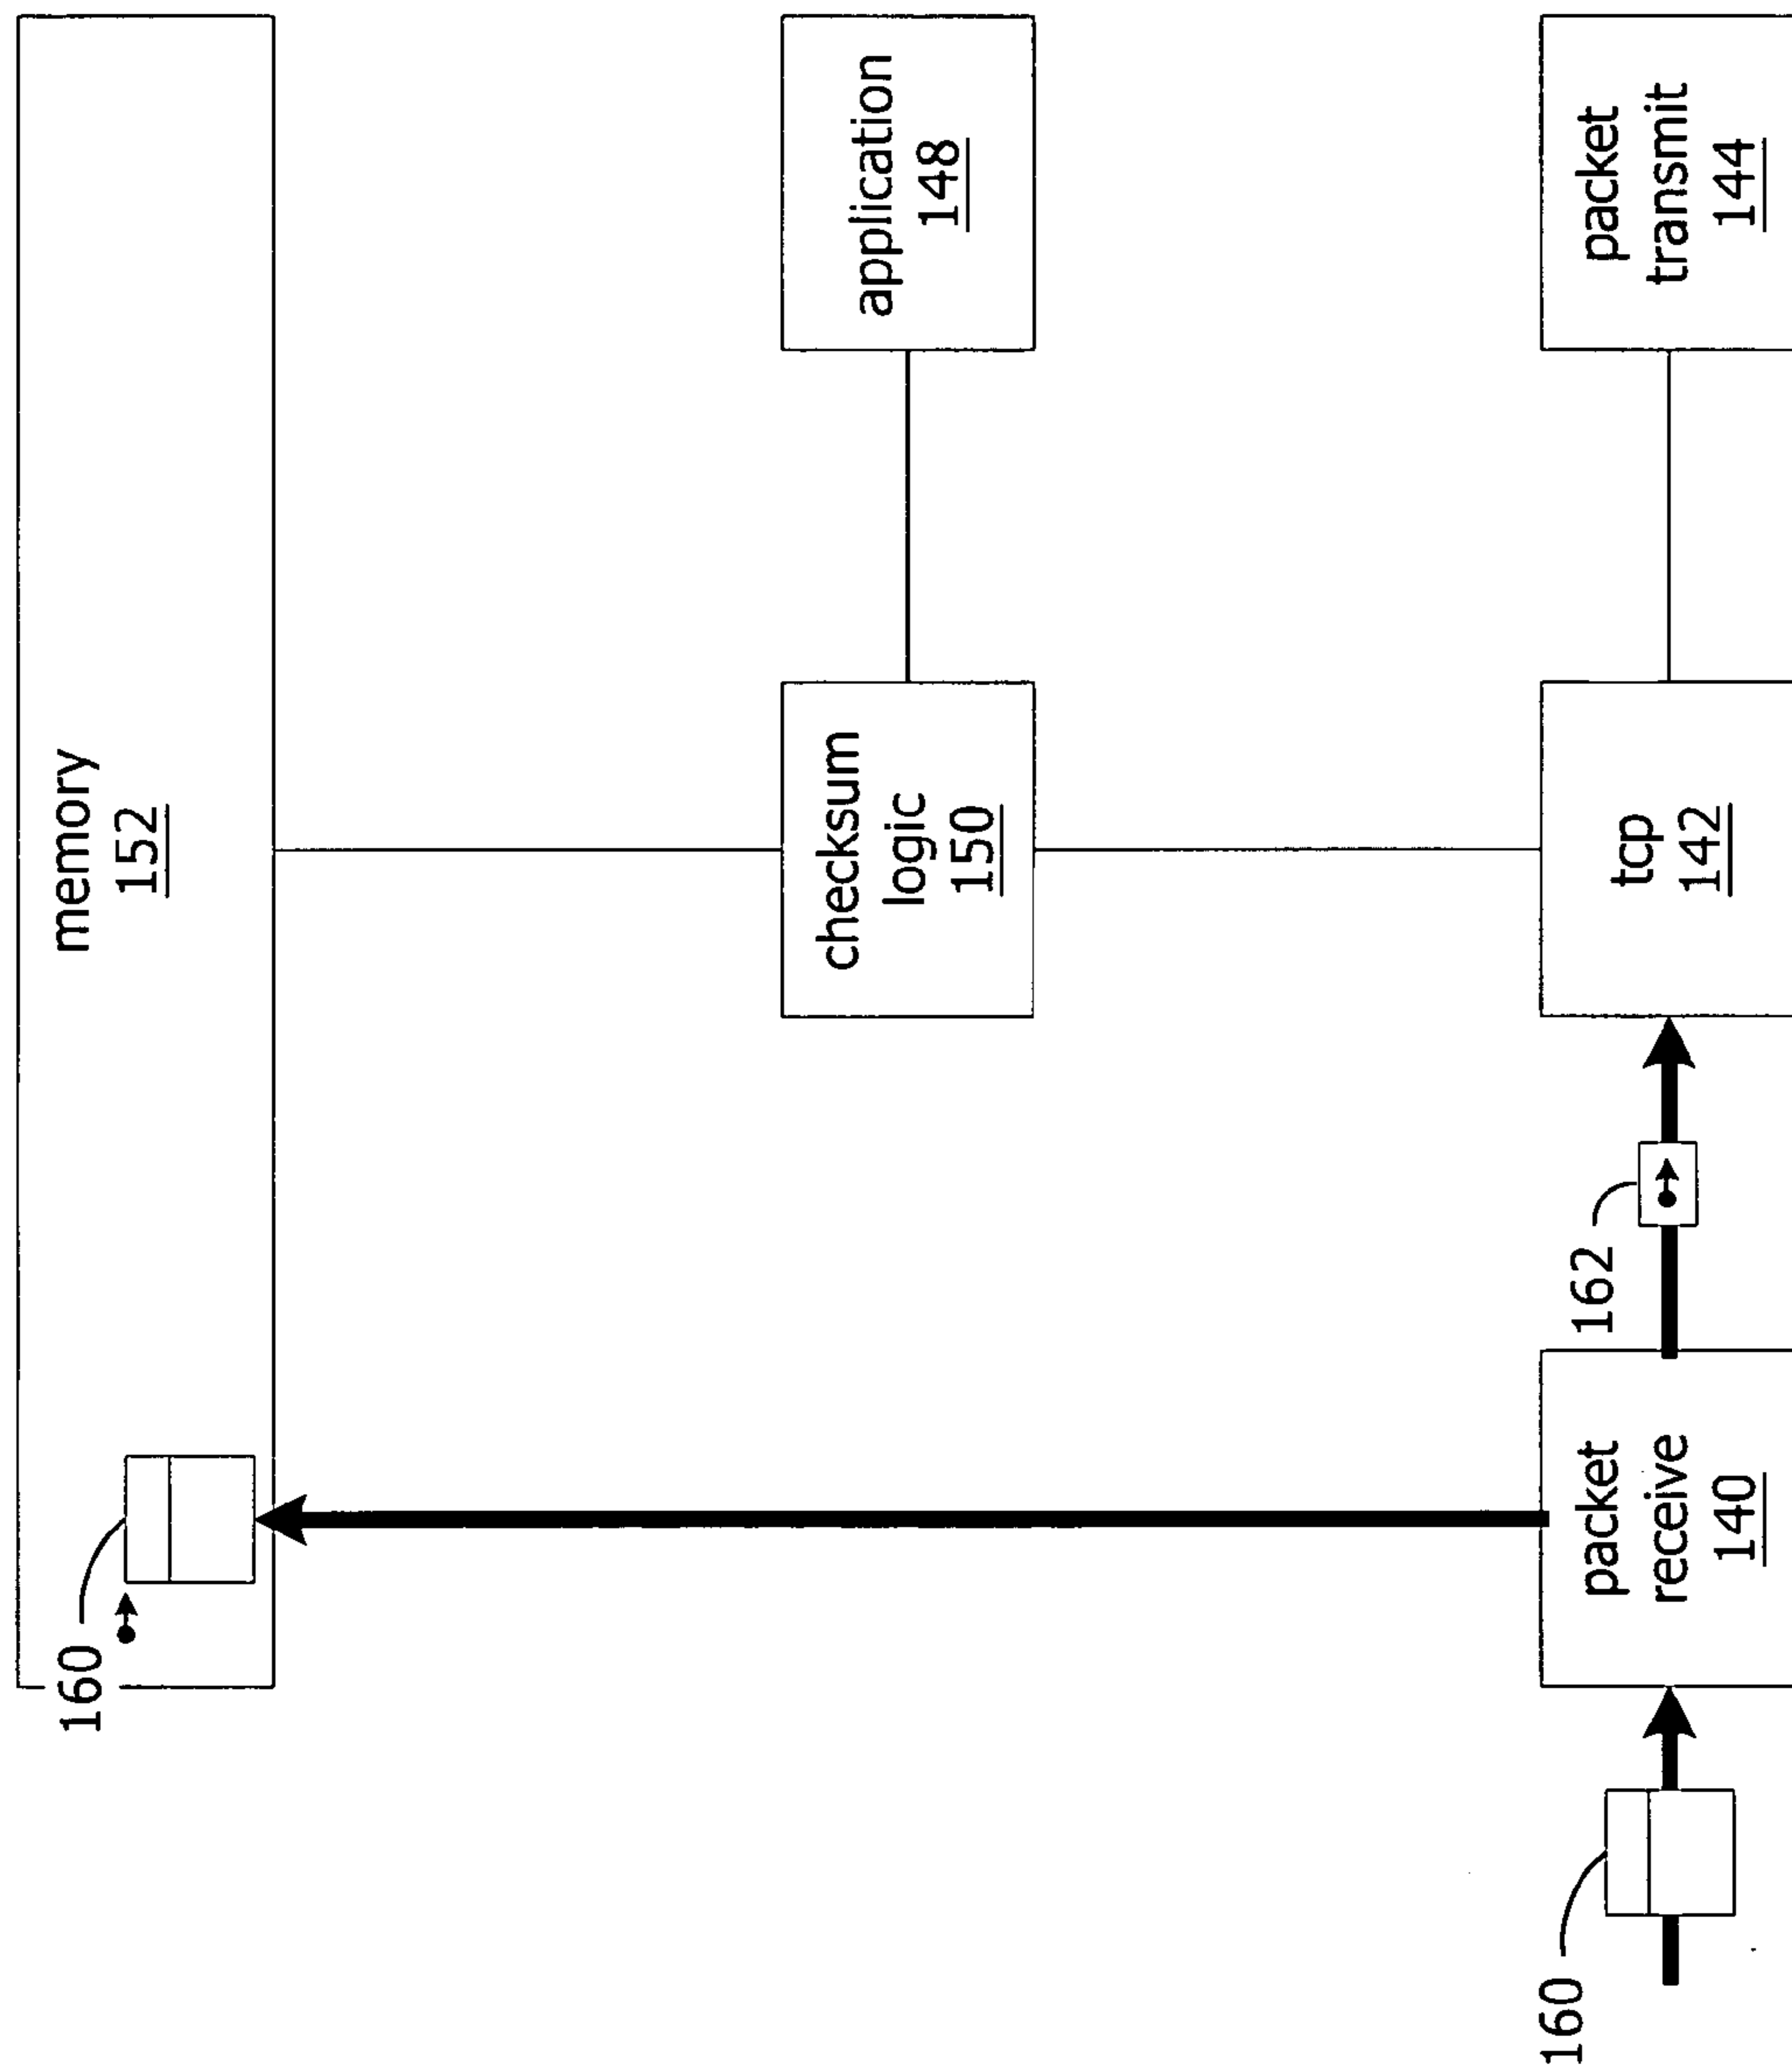 memory
152
160
checksum
logic
150
application
148
160
packet
receive
140
162
tcp
142
packet
transmit
144